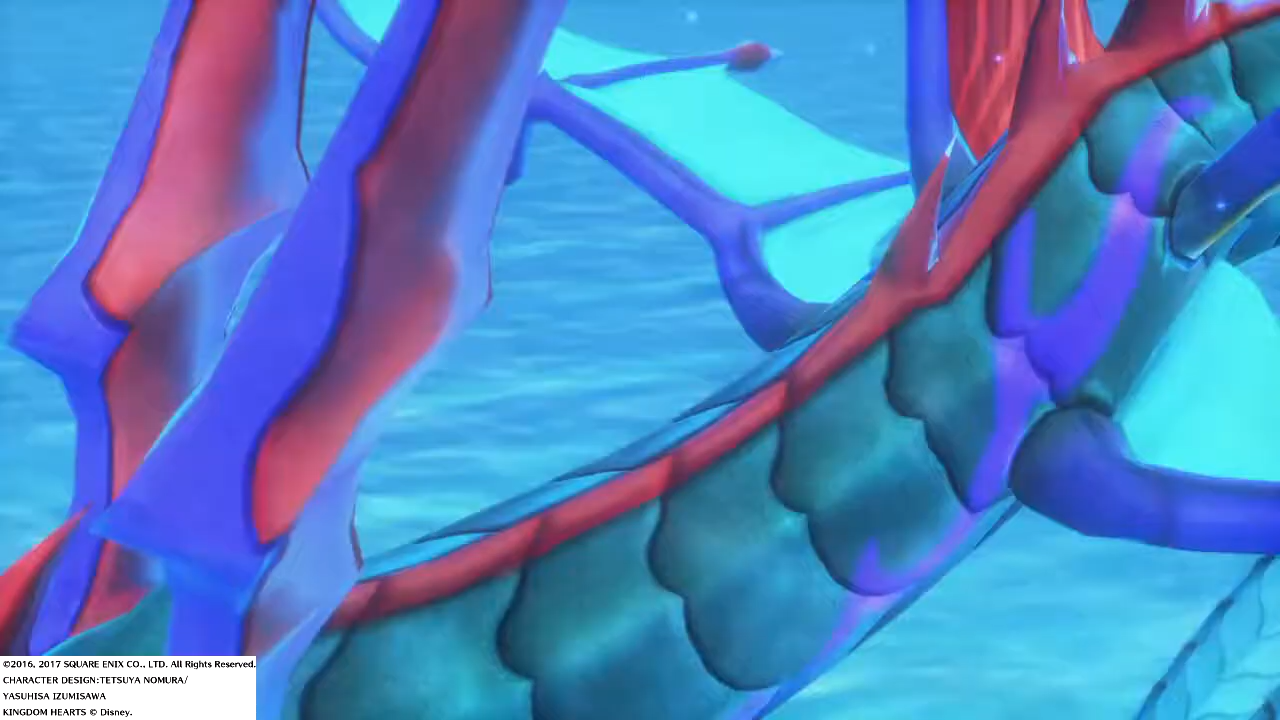 ©2016, 2017 SQUARE ENIX CO., LTD. All Rights Reserved.
CHARACTER DESIGN:TETSUYA NOMURA/
YASUHISA IZUMISAWA
KINGDOM HEARTS © Disney.